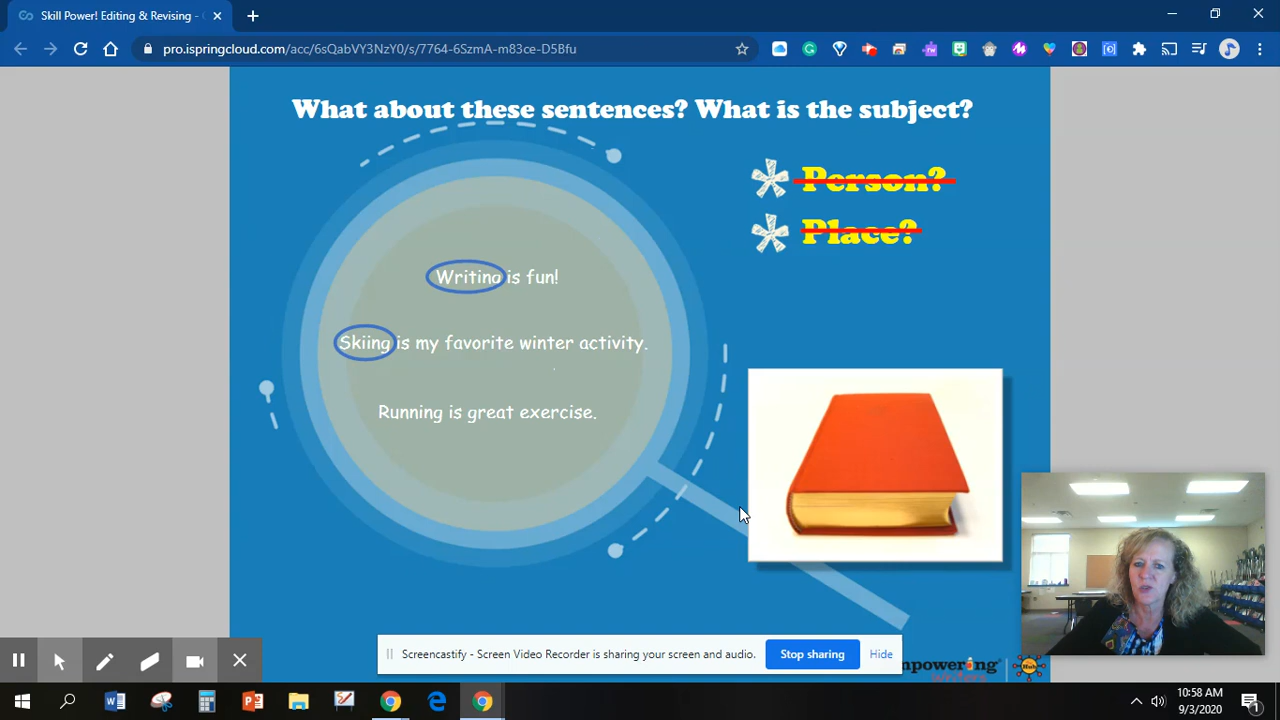 Skill Power! Editing & Revising -
pro.ispringcloud.com/acc/6sQabVY3NzY0/s/7764-6SzmA-m83ce-D5Bfu
What about these sentences? What is the subject?
Person?
Place?
Writing is fun!
Skiing is my favorite winter activity.
Running is great exercise.
Screencastify - Screen Video Recorder is sharing your screen and audio.
Stop sharing
Hide
Writers
Hub
10:58 AM
9/3/2020